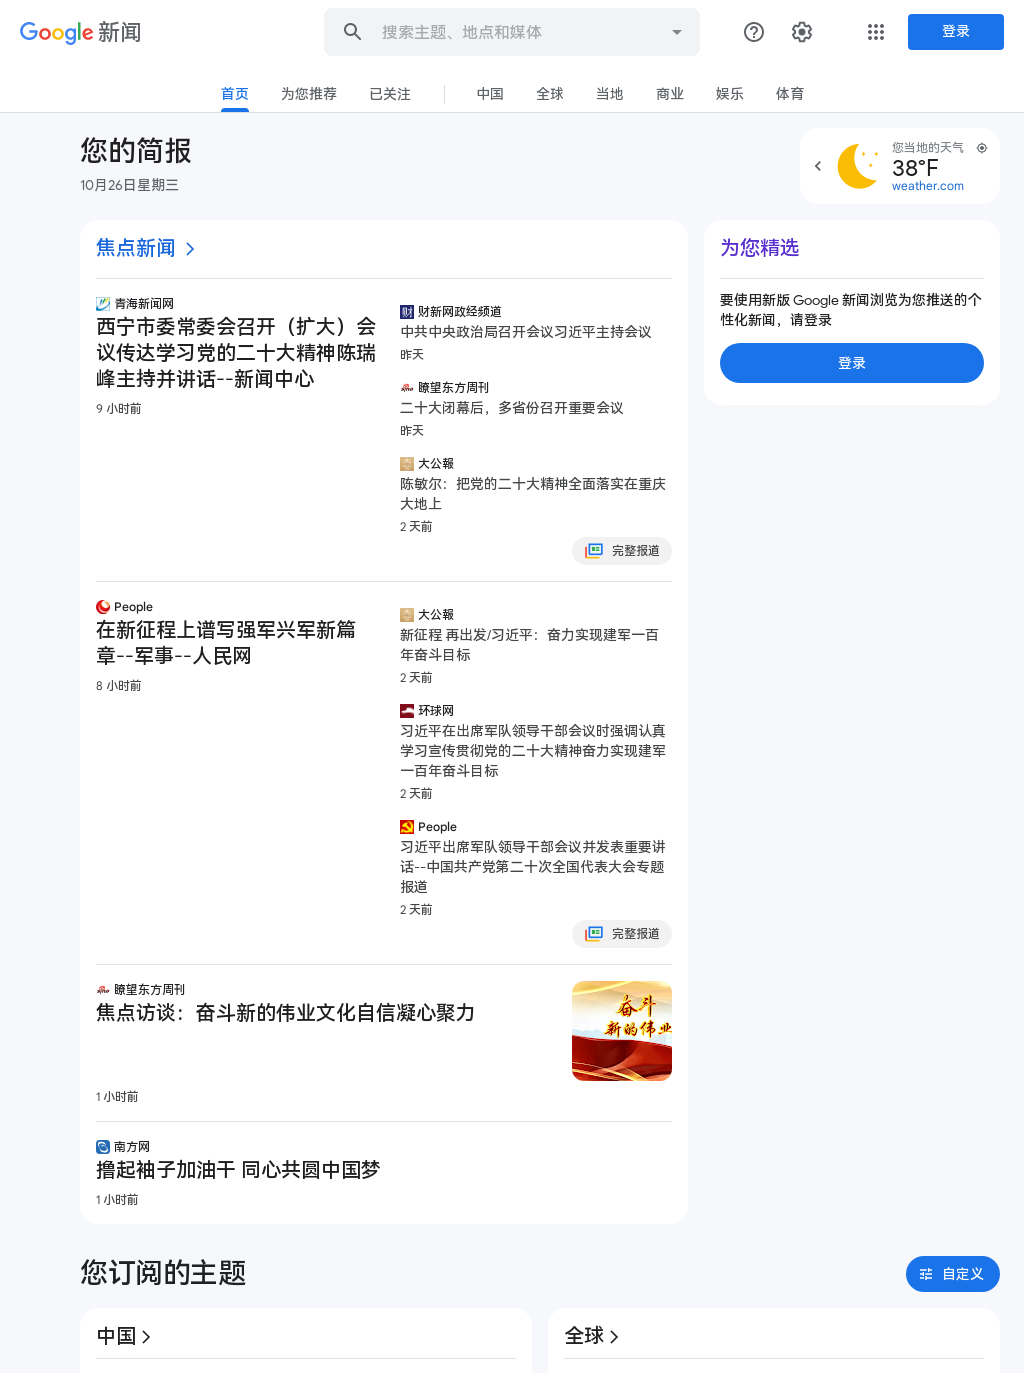 Google 新闻
搜索主题、地点和媒体
登录
首页
为您推荐
已关注
中国
全球
当地
商业
娱乐
体育
您的简报
10月26日星期三
您当地的天气
38°F
weather.com
焦点新闻
青海新闻网
西宁市委常委会召开（扩大）会
议传达学习党的二十大精神陈瑞
峰主持并讲话--新闻中心
9 小时前
财新网政经频道
中共中央政治局召开会议习近平主持会议
昨天
瞭望东方周刊
二十大闭幕后，多省份召开重要会议
昨天
大公報
陈敏尔：把党的二十大精神全面落实在重庆
大地上
2 天前
完整报道
People
在新征程上谱写强军兴军新篇
章--军事--人民网
8 小时前
大公報
新征程 再出发/习近平：奋力实现建军一百
年奋斗目标
2 天前
环球网
习近平在出席军队领导干部会议时强调认真
学习宣传贯彻党的二十大精神奋力实现建军
一百年奋斗目标
2 天前
People
习近平出席军队领导干部会议并发表重要讲
话--中国共产党第二十次全国代表大会专题
报道
2 天前
完整报道
瞭望东方周刊
焦点访谈：奋斗新的伟业文化自信凝心聚力
1 小时前
奋斗
新的伟业
南方网
撸起袖子加油干 同心共圆中国梦
1 小时前
为您精选
要使用新版 Google 新闻浏览为您推送的个
性化新闻，请登录
登录
您订阅的主题
自定义
中国
全球